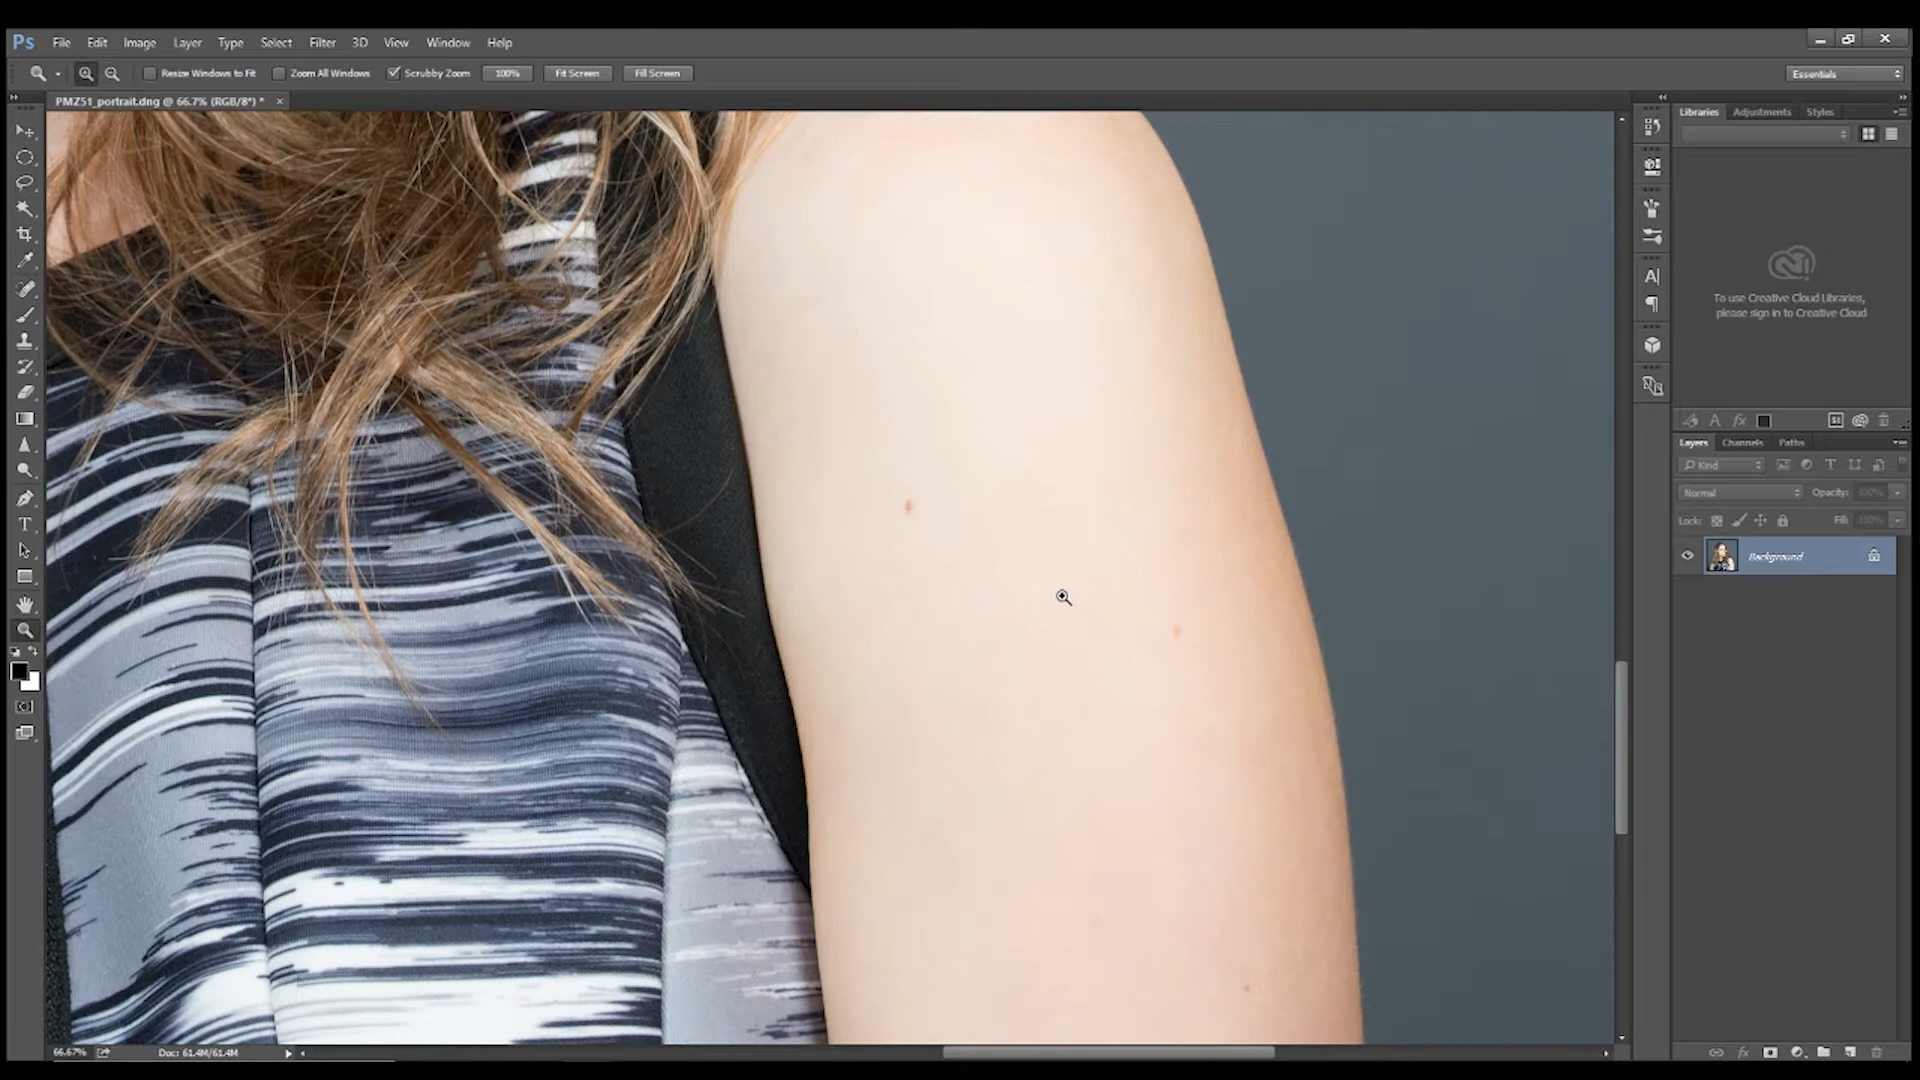 Ps File Edit Image Layer Type Select Filter 3D View Window Help
Resize Windows to Fit Zoom All Windows Scrubby Zoom 100% Fit Screen Fill Screen Essentials
PMZ51_portrait.dng @ 66.7% (RGB/8*) * ×
Libraries Adjustments Styles
To use Creative Cloud Libraries,
please sign in to Creative Cloud
Layers Channels Paths
Kind
Normal Opacity: 100%
Lock: Fill: 100%
Background
66.67% Doc: 61.4M/61.4M